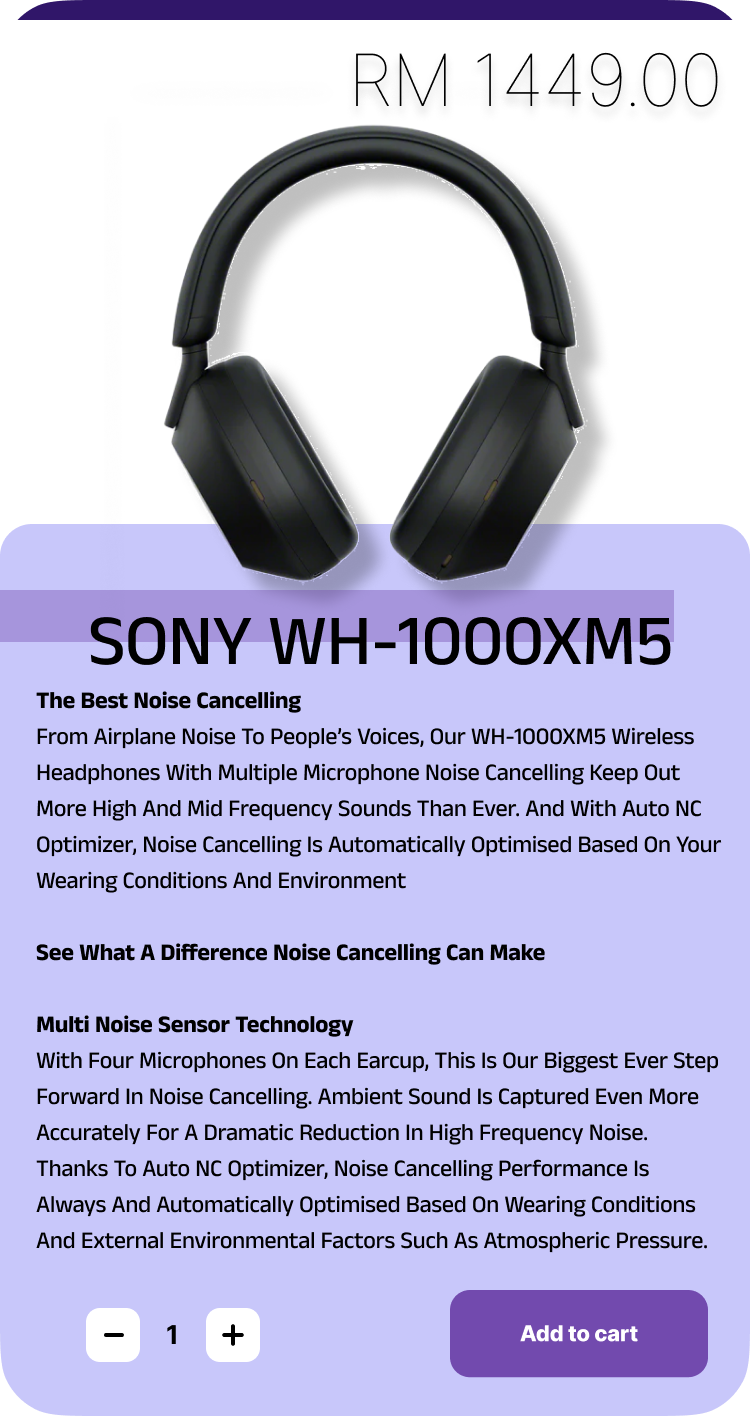 RM 1449.00
SONY WH-1000XM5
The Best Noise Cancelling
From Airplane Noise To People’s Voices, Our WH-1000XM5 Wireless
Headphones With Multiple Microphone Noise Cancelling Keep Out
More High And Mid Frequency Sounds Than Ever. And With Auto NC
Optimizer, Noise Cancelling Is Automatically Optimised Based On Your
Wearing Conditions And Environment
See What A Difference Noise Cancelling Can Make
Multi Noise Sensor Technology
With Four Microphones On Each Earcup, This Is Our Biggest Ever Step
Forward In Noise Cancelling. Ambient Sound Is Captured Even More
Accurately For A Dramatic Reduction In High Frequency Noise.
Thanks To Auto NC Optimizer, Noise Cancelling Performance Is
Always And Automatically Optimised Based On Wearing Conditions
And External Environmental Factors Such As Atmospheric Pressure.
− 1 + Add to cart